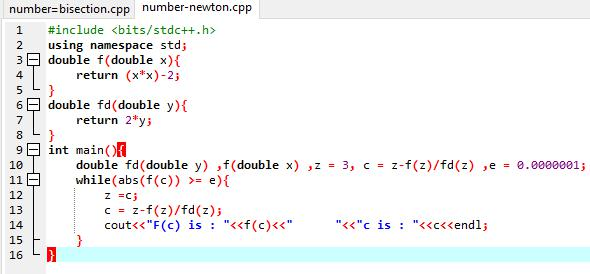 number=bisection.cpp number-newton.cpp
1 #include <bits/stdc++.h>
2 using namespace std;
3 double f(double x){
4 return (x*x)-2;
5 }
6 double fd(double y){
7 return 2*y;
8 }
9 int main(){
10 double fd(double y) ,f(double x) ,z = 3, c = z-f(z)/fd(z) ,e = 0.0000001;
11 while(abs(f(c)) >= e){
12 z =c;
13 c = z-f(z)/fd(z);
14 cout<<"F(c) is : "<<f(c)<<"      "<<"c is : "<<c<<endl;
15 }
16 }